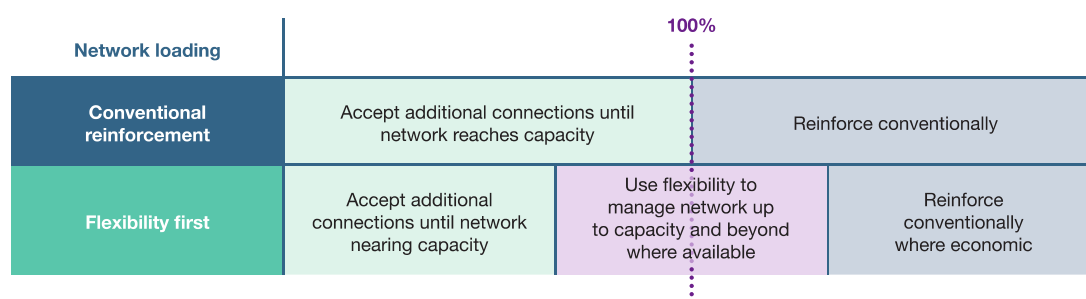 100%
Network loading
Conventional
reinforcement
Accept additional connections until
network reaches capacity
Reinforce conventionally
Flexibility first
Accept additional
connections until network
nearing capacity
Use flexibility to
manage network up
to capacity and beyond
where available
Reinforce
conventionally
where economic